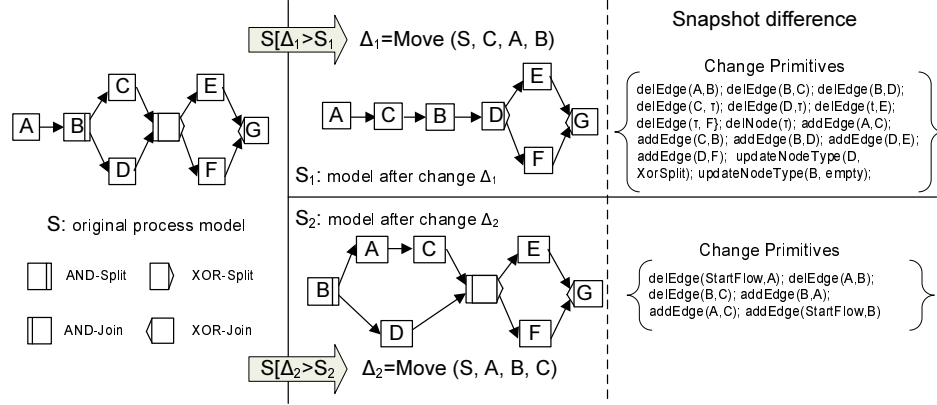 S[Δ₁>S₁
Δ₁=Move (S, C, A, B)
Snapshot difference
Change Primitives
delEdge(A,B); delEdge(B,C); delEdge(B,D);
delEdge(C, τ); delEdge(D,τ); delEdge(t,E);
delEdge(τ, F}; delNode(τ); addEdge(A,C);
addEdge(C,B); addEdge(B,D); addEdge(D,E);
addEdge(D,F); updateNodeType(D,
XorSplit); updateNodeType(B, empty);
A
B
C
D
E
F
G
A
C
B
D
E
F
G
S₁: model after change Δ₁
S: original process model
AND-Split
XOR-Split
AND-Join
XOR-Join
S₂: model after change Δ₂
B
A
C
D
E
F
G
Change Primitives
delEdge(StartFlow,A); delEdge(A,B);
delEdge(B,C); addEdge(B,A);
addEdge(A,C); addEdge(StartFlow,B)
S[Δ₂>S₂
Δ₂=Move (S, A, B, C)